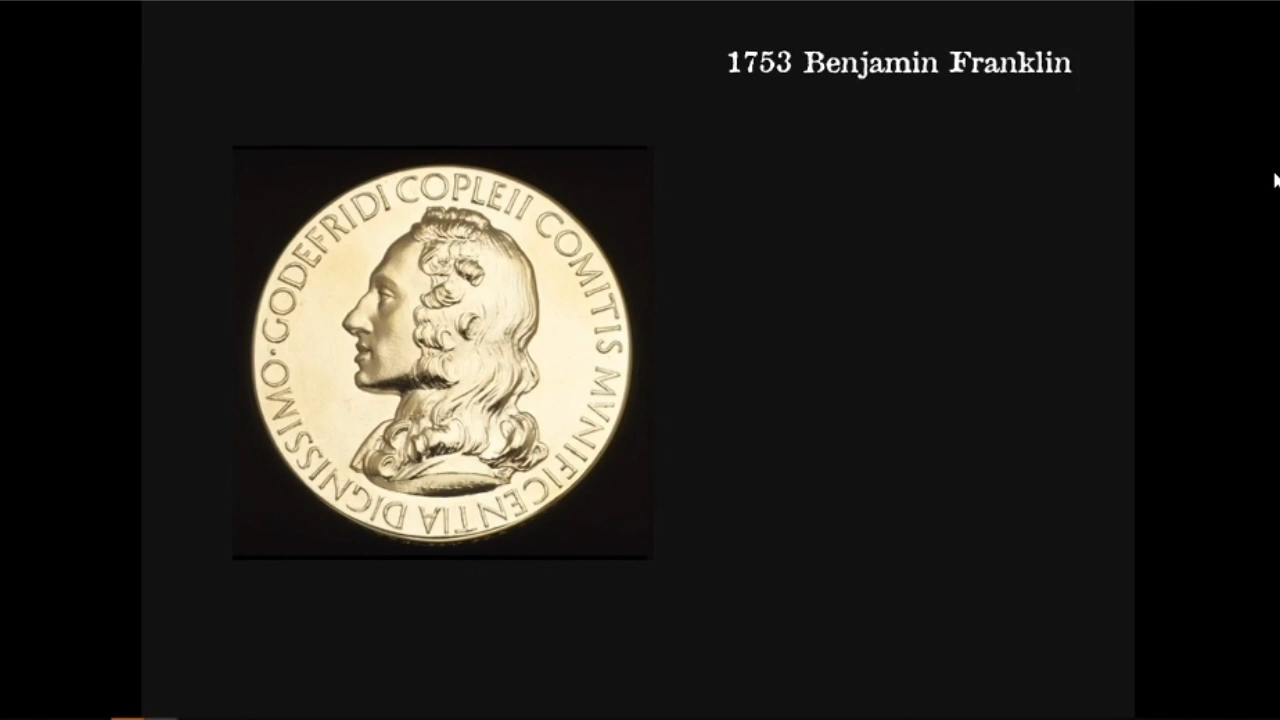 1753 Benjamin Franklin
GODEFRIDI COPLEII COMITIS MVNIFICENTIA DIGNISSIMO·